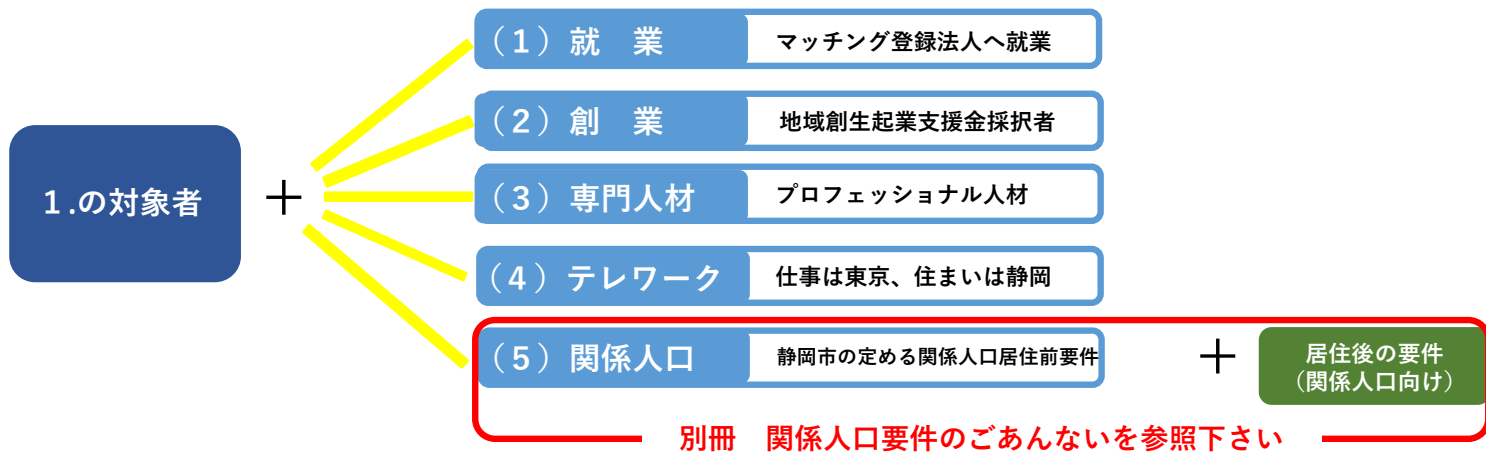 １.の対象者
＋
（１）就　業
マッチング登録法人へ就業
（２）創　業
地域創生起業支援金採択者
（３）専門人材
プロフェッショナル人材
（４）テレワーク
仕事は東京、住まいは静岡
（５）関係人口
静岡市の定める関係人口居住前要件
＋
居住後の要件
（関係人口向け）
別冊　関係人口要件のごあんないを参照下さい